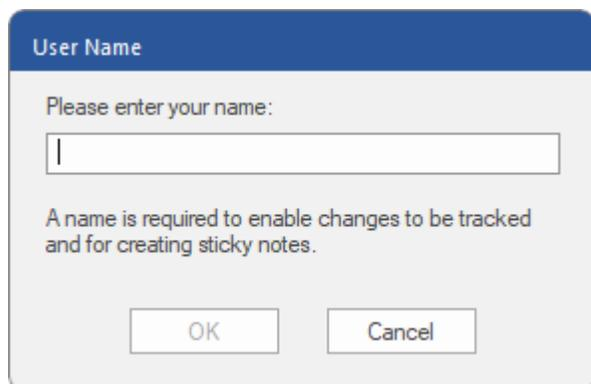 User Name
Please enter your name:
A name is required to enable changes to be tracked
and for creating sticky notes.
OK
Cancel